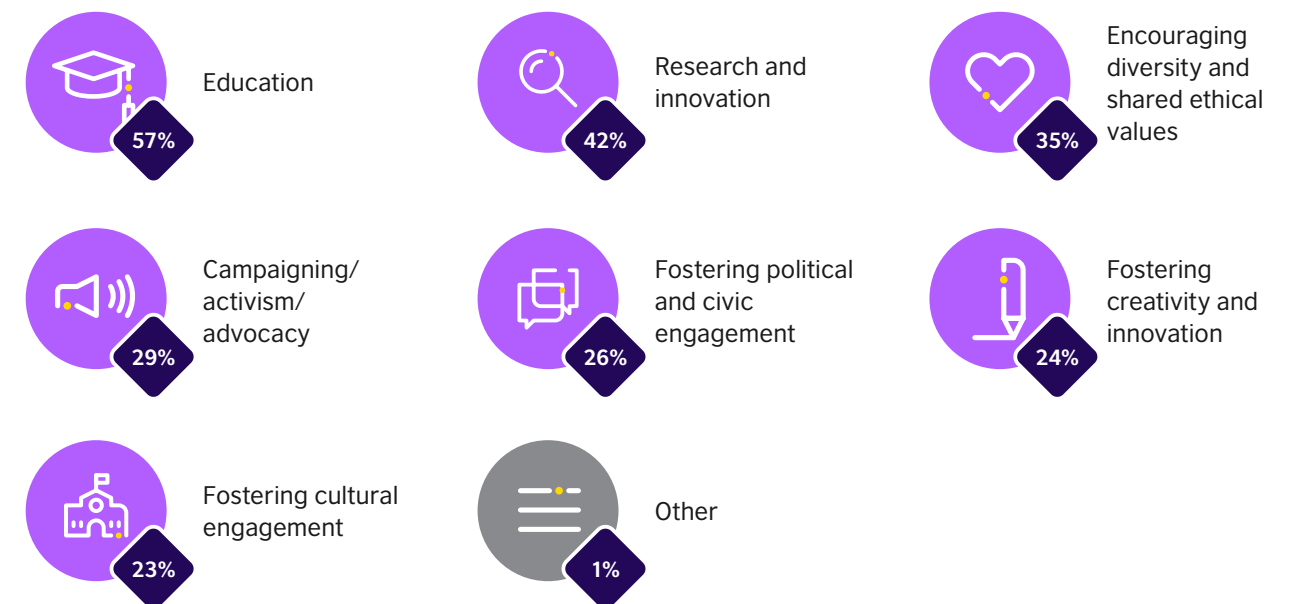 Education
57%
Research and
innovation
42%
Encouraging
diversity and
shared ethical
values
35%
Campaigning/
activism/
advocacy
29%
Fostering political
and civic
engagement
26%
Fostering
creativity and
innovation
24%
Fostering cultural
engagement
23%
Other
1%